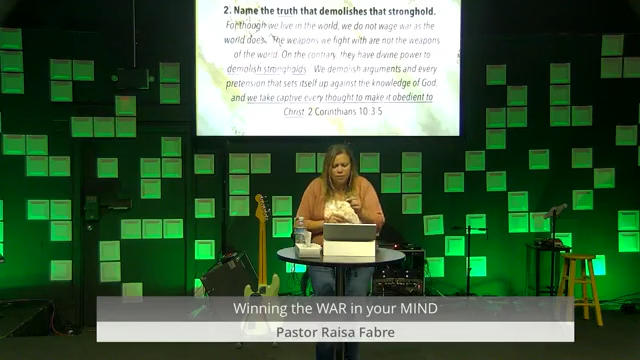 2. Name the truth that demolishes that stronghold.
For though we live in the world, we do not wage war as the
world does. The weapons we fight with are not the weapons
of the world. On the contrary, they have divine power to
demolish strongholds. We demolish arguments and every
pretension that sets itself up against the knowledge of God,
and we take captive every thought to make it obedient to
Christ. 2 Corinthians 10:3-5
Winning the WAR in your MIND
Pastor Raisa Fabre